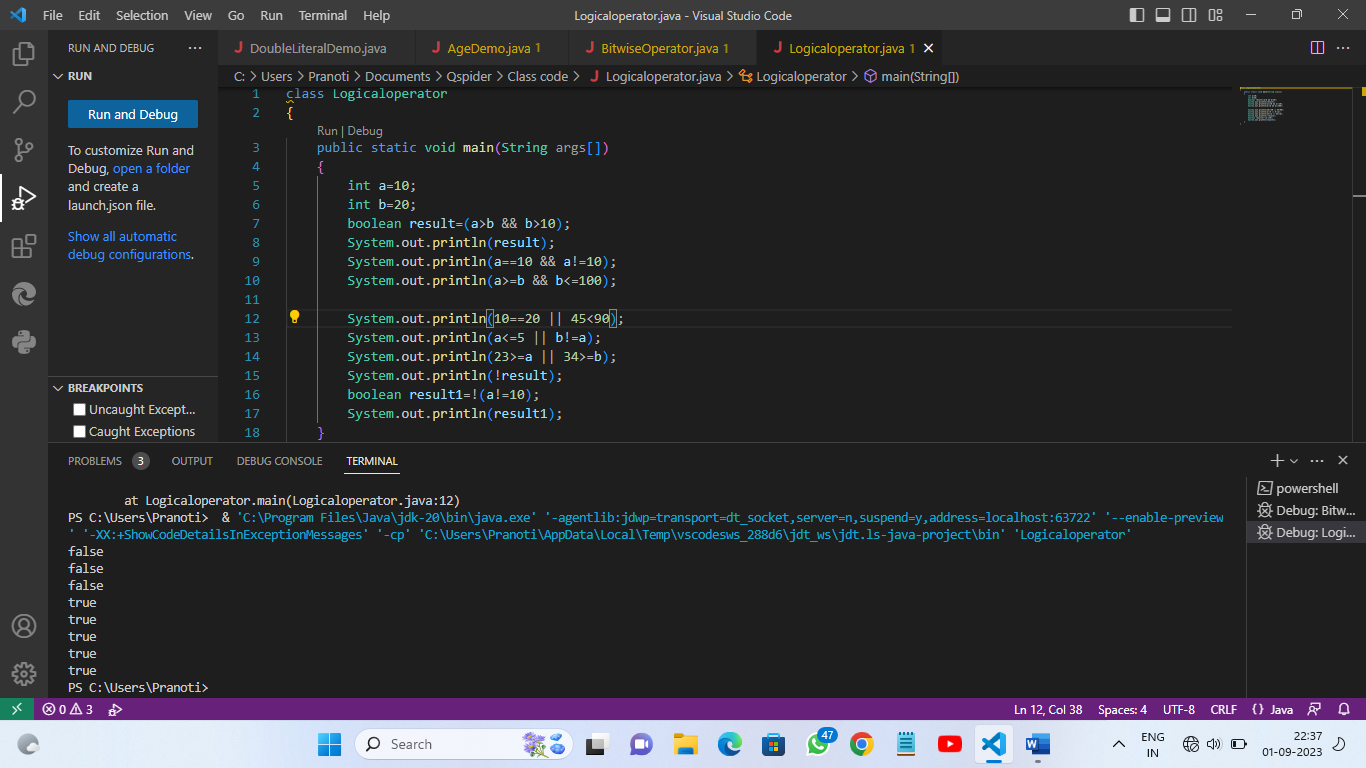 File Edit Selection View Go Run Terminal Help Logicaloperator.java - Visual Studio Code
RUN AND DEBUG ...
DoubleLiteralDemo.java AgeDemo.java 1 BitwiseOperator.java 1 Logicaloperator.java 1
RUN
C: > Users > Pranoti > Documents > Qspider > Class code > Logicaloperator.java > Logicaloperator > main(String[])
Run and Debug
To customize Run and
Debug, open a folder
and create a
launch.json file.
Show all automatic
debug configurations.
BREAKPOINTS
Uncaught Except...
Caught Exceptions
1 class Logicaloperator
2 {
Run | Debug
3 public static void main(String args[])
4 {
5 int a=10;
6 int b=20;
7 boolean result=(a>b && b>10);
8 System.out.println(result);
9 System.out.println(a==10 && a!=10);
10 System.out.println(a>=b && b<=100);
11
12 System.out.println(10==20 || 45<90);
13 System.out.println(a<=5 || b!=a);
14 System.out.println(23>=a || 34>=b);
15 System.out.println(!result);
16 boolean result1=!(a!=10);
17 System.out.println(result1);
18 }
PROBLEMS 3 OUTPUT DEBUG CONSOLE TERMINAL
at Logicaloperator.main(Logicaloperator.java:12)
PS C:\Users\Pranoti> & 'C:\Program Files\Java\jdk-20\bin\java.exe' '-agentlib:jdwp=transport=dt_socket,server=n,suspend=y,address=localhost:63722' '--enable-preview
' '-XX:+ShowCodeDetailsInExceptionMessages' '-cp' 'C:\Users\Pranoti\AppData\Local\Temp\vscodesws_288d6\jdt_ws\jdt.ls-java-project\bin' 'Logicaloperator'
false
false
false
true
true
true
true
true
PS C:\Users\Pranoti>
powershell
Debug: Bitw...
Debug: Logi...
0 3 Ln 12, Col 38 Spaces: 4 UTF-8 CRLF {} Java
Search 47 ENG 22:37
IN 01-09-2023